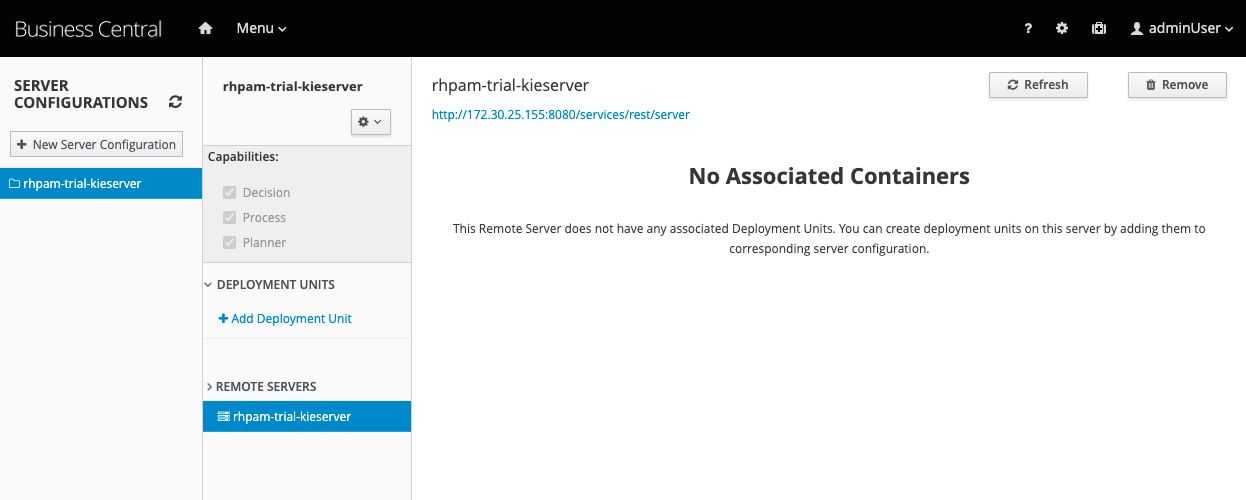 Business Central
Menu
?
adminUser
SERVER
CONFIGURATIONS
+ New Server Configuration
rhpam-trial-kieserver
rhpam-trial-kieserver
Capabilities:
Decision
Process
Planner
DEPLOYMENT UNITS
+ Add Deployment Unit
REMOTE SERVERS
rhpam-trial-kieserver
rhpam-trial-kieserver
Refresh
Remove
http://172.30.25.155:8080/services/rest/server
No Associated Containers
This Remote Server does not have any associated Deployment Units. You can create deployment units on this server by adding them to
corresponding server configuration.